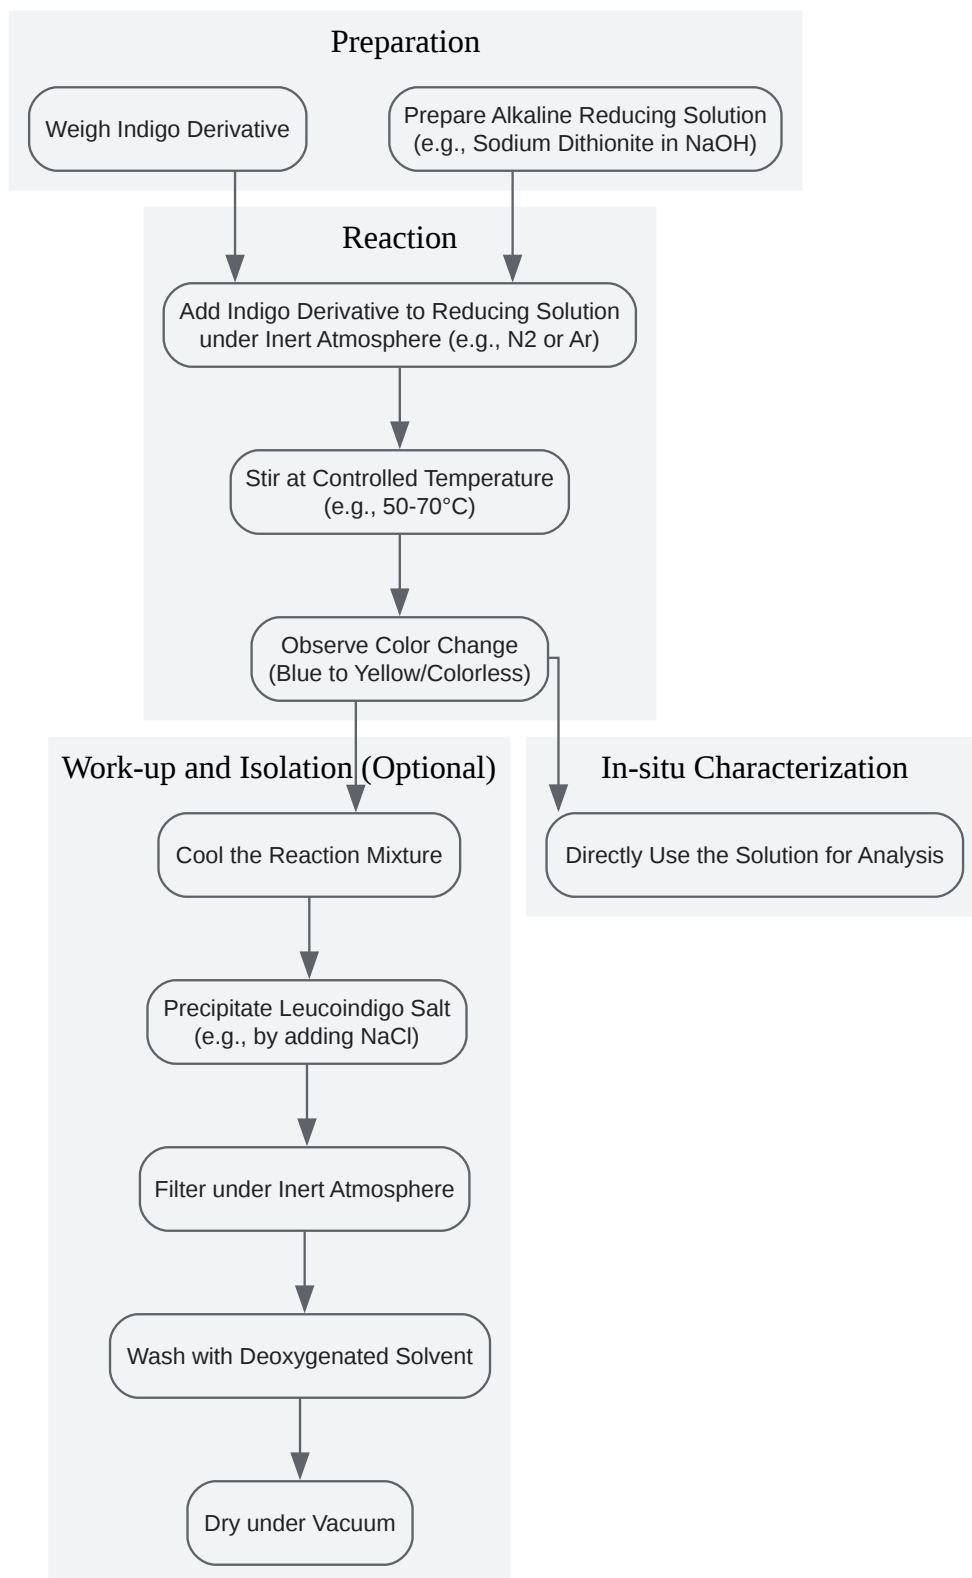 Preparation
Weigh Indigo Derivative
Prepare Alkaline Reducing Solution
(e.g., Sodium Dithionite in NaOH)
Reaction
Add Indigo Derivative to Reducing Solution
under Inert Atmosphere (e.g., N2 or Ar)
Stir at Controlled Temperature
(e.g., 50-70°C)
Observe Color Change
(Blue to Yellow/Colorless)
Work-up and Isolation (Optional)
Cool the Reaction Mixture
Precipitate Leucoindigo Salt
(e.g., by adding NaCl)
Filter under Inert Atmosphere
Wash with Deoxygenated Solvent
Dry under Vacuum
In-situ Characterization
Directly Use the Solution for Analysis